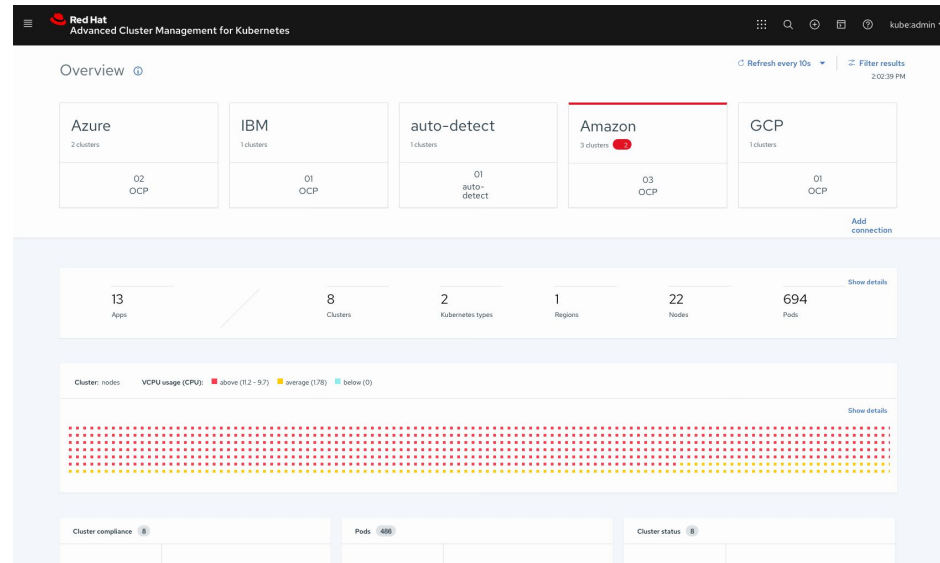 Red Hat
Advanced Cluster Management for Kubernetes
kube:admin
Overview
Refresh every 10s
Filter results
2:02:39 PM
Azure
2 clusters
02
OCP
IBM
1 clusters
01
OCP
auto-detect
1 clusters
01
auto-
detect
Amazon
3 clusters 2
03
OCP
GCP
1 clusters
01
OCP
Add
connection
Show details
13
Apps
8
Clusters
2
Kubernetes types
1
Regions
22
Nodes
694
Pods
Cluster: nodes VCPU usage (CPU): above (11.2 - 9.7) average (1.78) below (0)
Show details
Cluster compliance 8
Pods 486
Cluster status 8